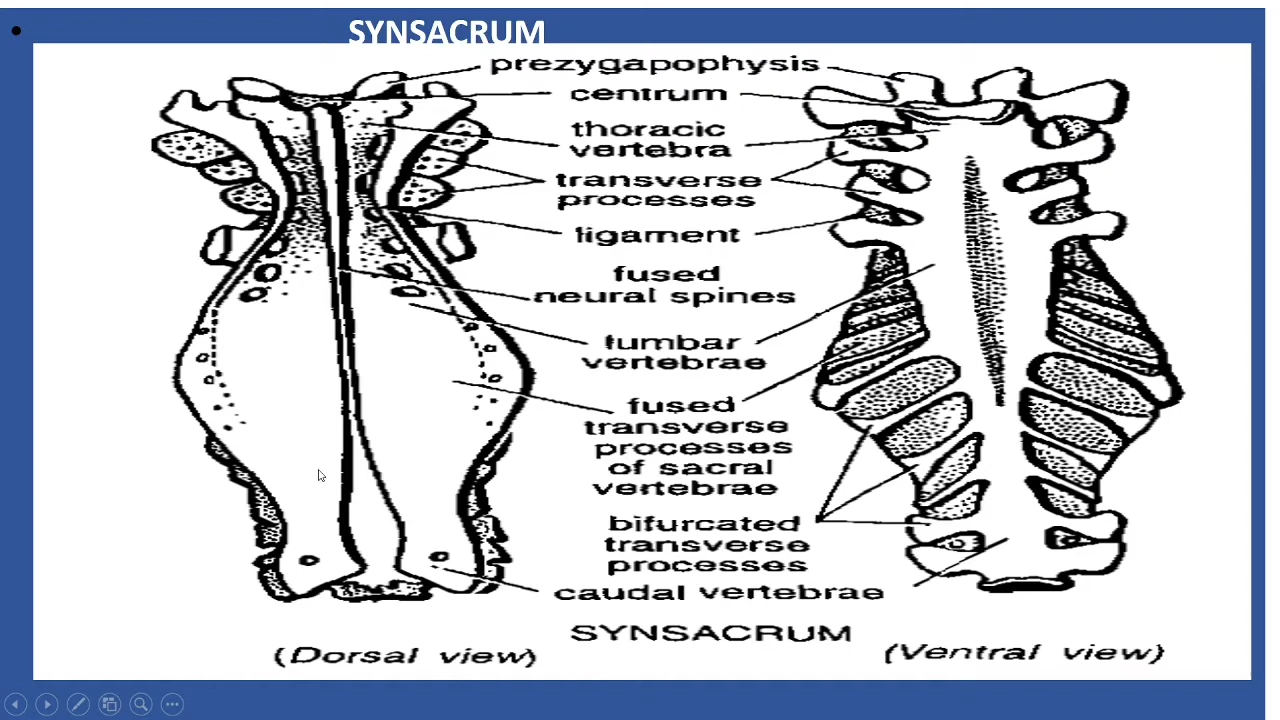 SYNSACRUM
prezygapophysis
centrum
thoracic
vertebra
transverse
processes
ligament
fused
neural spines
fumbar
vertebrae
fused
transverse
processes
of sacral
vertebrae
bifurcated
transverse
processes
caudal vertebrae
SYNSACRUM
(Dorsal view)
(Ventral view)